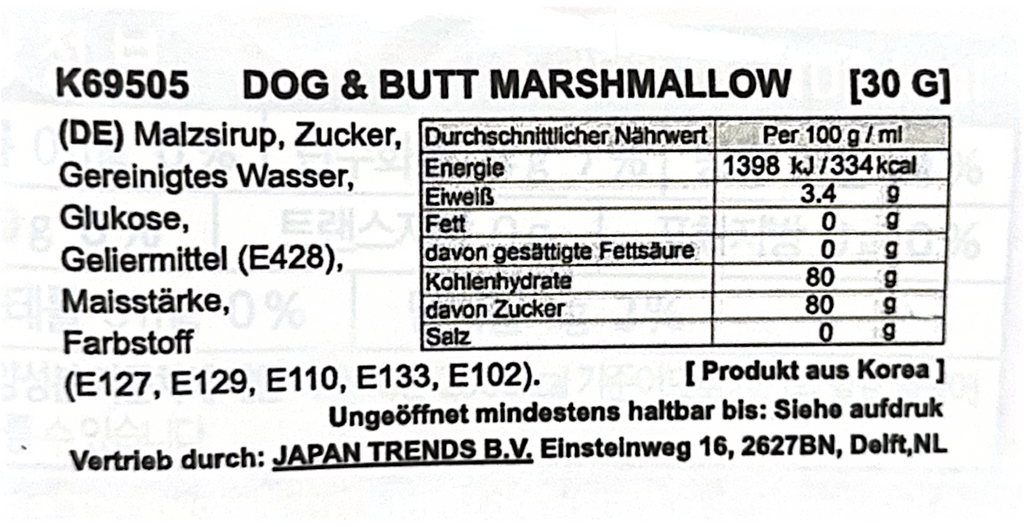 K69505 DOG & BUTT MARSHMALLOW [30 G]
(DE) Malzsirup, Zucker,
Gereinigtes Wasser,
Glukose,
Geliermittel (E428),
Maisstärke,
Farbstoff
(E127, E129, E110, E133, E102).
Durchschnittlicher Nährwert Per 100 g / ml
Energie 1398 kJ / 334 kcal
Eiweiß 3.4 g
Fett 0 g
davon gesättigte Fettsäure 0 g
Kohlenhydrate 80 g
davon Zucker 80 g
Salz 0 g
[ Produkt aus Korea ]
Ungeöffnet mindestens haltbar bis: Siehe aufdruk
Vertrieb durch: JAPAN TRENDS B.V. Einsteinweg 16, 2627BN, Delft,NL